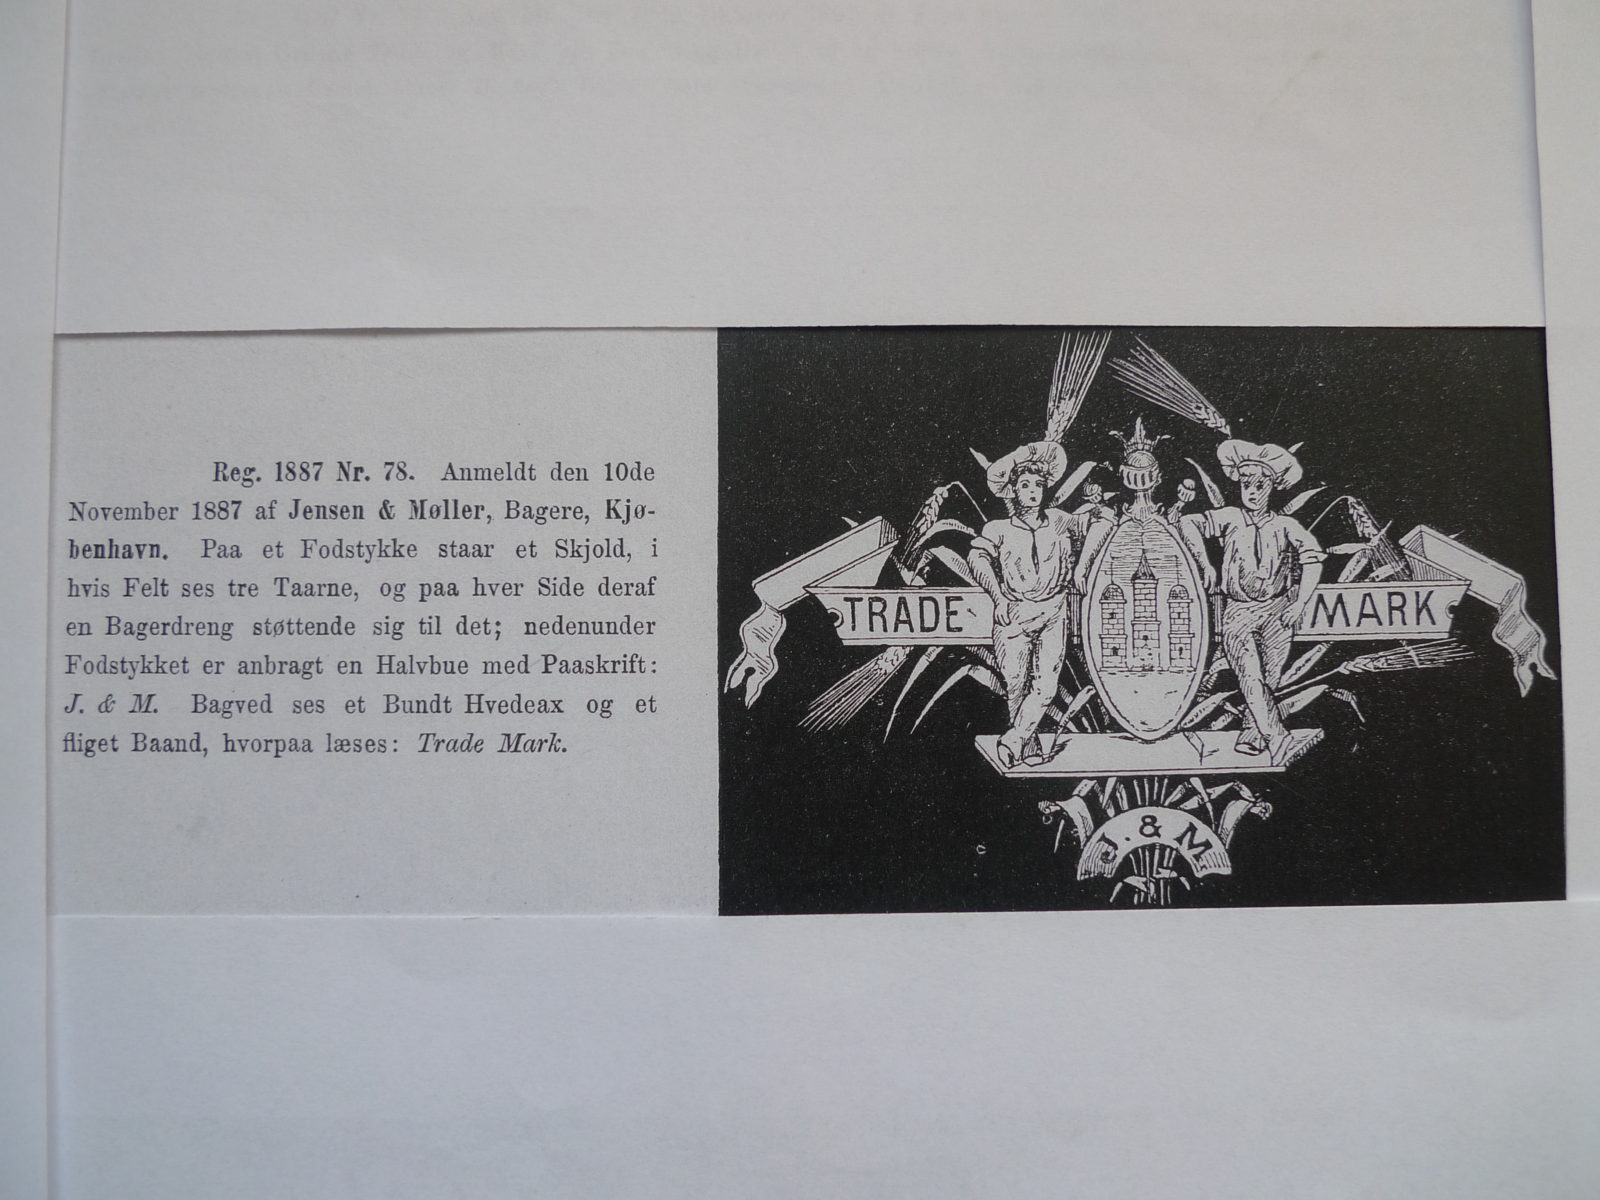 Reg. 1887 Nr. 78. Anmeldt den 10de
November 1887 af Jensen & Møller, Bagere, Kjø-
benhavn. Paa et Fodstykke staar et Skjold, i
hvis Felt ses tre Taarne, og paa hver Side deraf
en Bagerdreng støttende sig til det; nedenunder
Fodstykket er anbragt en Halvbue med Paaskrift:
J. & M. Bagved ses et Bundt Hvedeax og et
fliget Baand, hvorpaa læses: Trade Mark.
TRADE MARK
J. & M